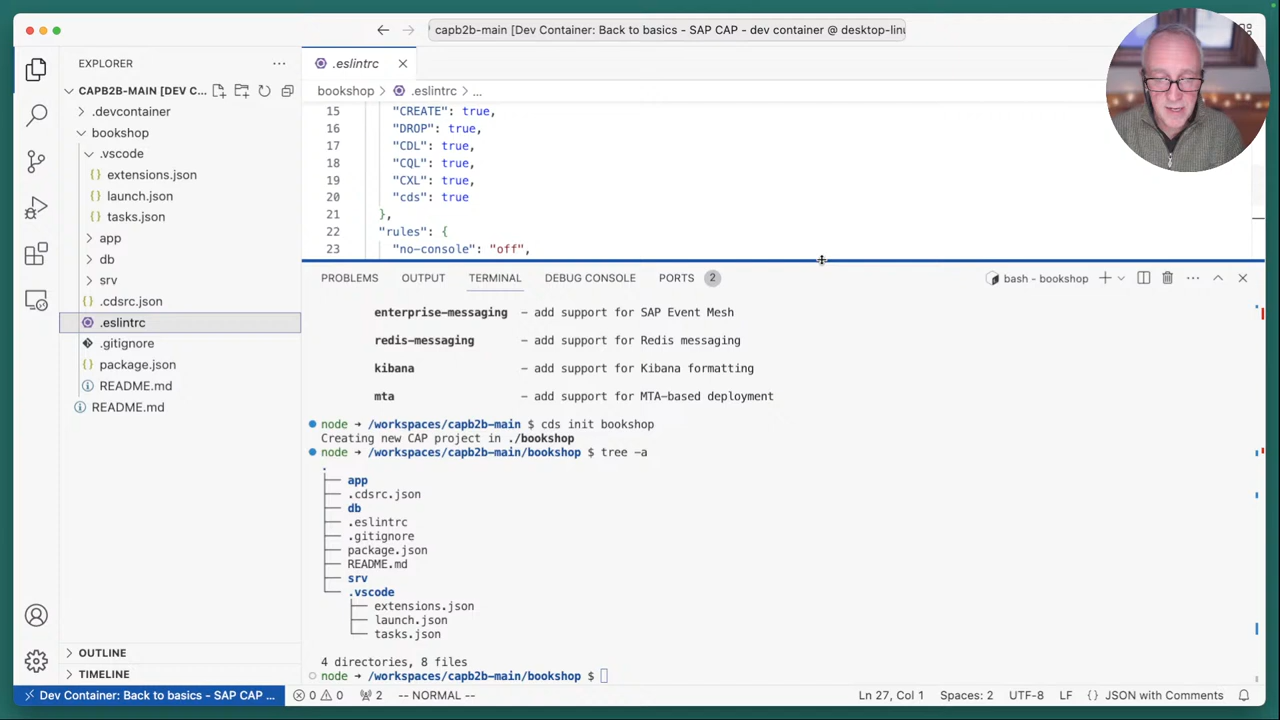 capb2b-main [Dev Container: Back to basics - SAP CAP - dev container @ desktop-linu
EXPLORER
CAPB2B-MAIN [DEV C...
.devcontainer
bookshop
.vscode
extensions.json
launch.json
tasks.json
app
db
srv
.cdsrc.json
.eslintrc
.gitignore
package.json
README.md
README.md
OUTLINE
TIMELINE
.eslintrc
bookshop > .eslintrc > ...
15 "CREATE": true,
16 "DROP": true,
17 "CDL": true,
18 "CQL": true,
19 "CXL": true,
20 "cds": true
21 },
22 "rules": {
23 "no-console": "off",
PROBLEMS OUTPUT TERMINAL DEBUG CONSOLE PORTS 2 bash - bookshop
enterprise-messaging – add support for SAP Event Mesh
redis-messaging – add support for Redis messaging
kibana – add support for Kibana formatting
mta – add support for MTA-based deployment
node ➜ /workspaces/capb2b-main $ cds init bookshop
Creating new CAP project in ./bookshop
node ➜ /workspaces/capb2b-main/bookshop $ tree -a
.
├── app
├── .cdsrc.json
├── db
├── .eslintrc
├── .gitignore
├── package.json
├── README.md
├── srv
└── .vscode
├── extensions.json
├── launch.json
└── tasks.json
4 directories, 8 files
node ➜ /workspaces/capb2b-main/bookshop $
Dev Container: Back to basics - SAP CAP ... 0 0 2 -- NORMAL -- Ln 27, Col 1 Spaces: 2 UTF-8 LF {} JSON with Comments